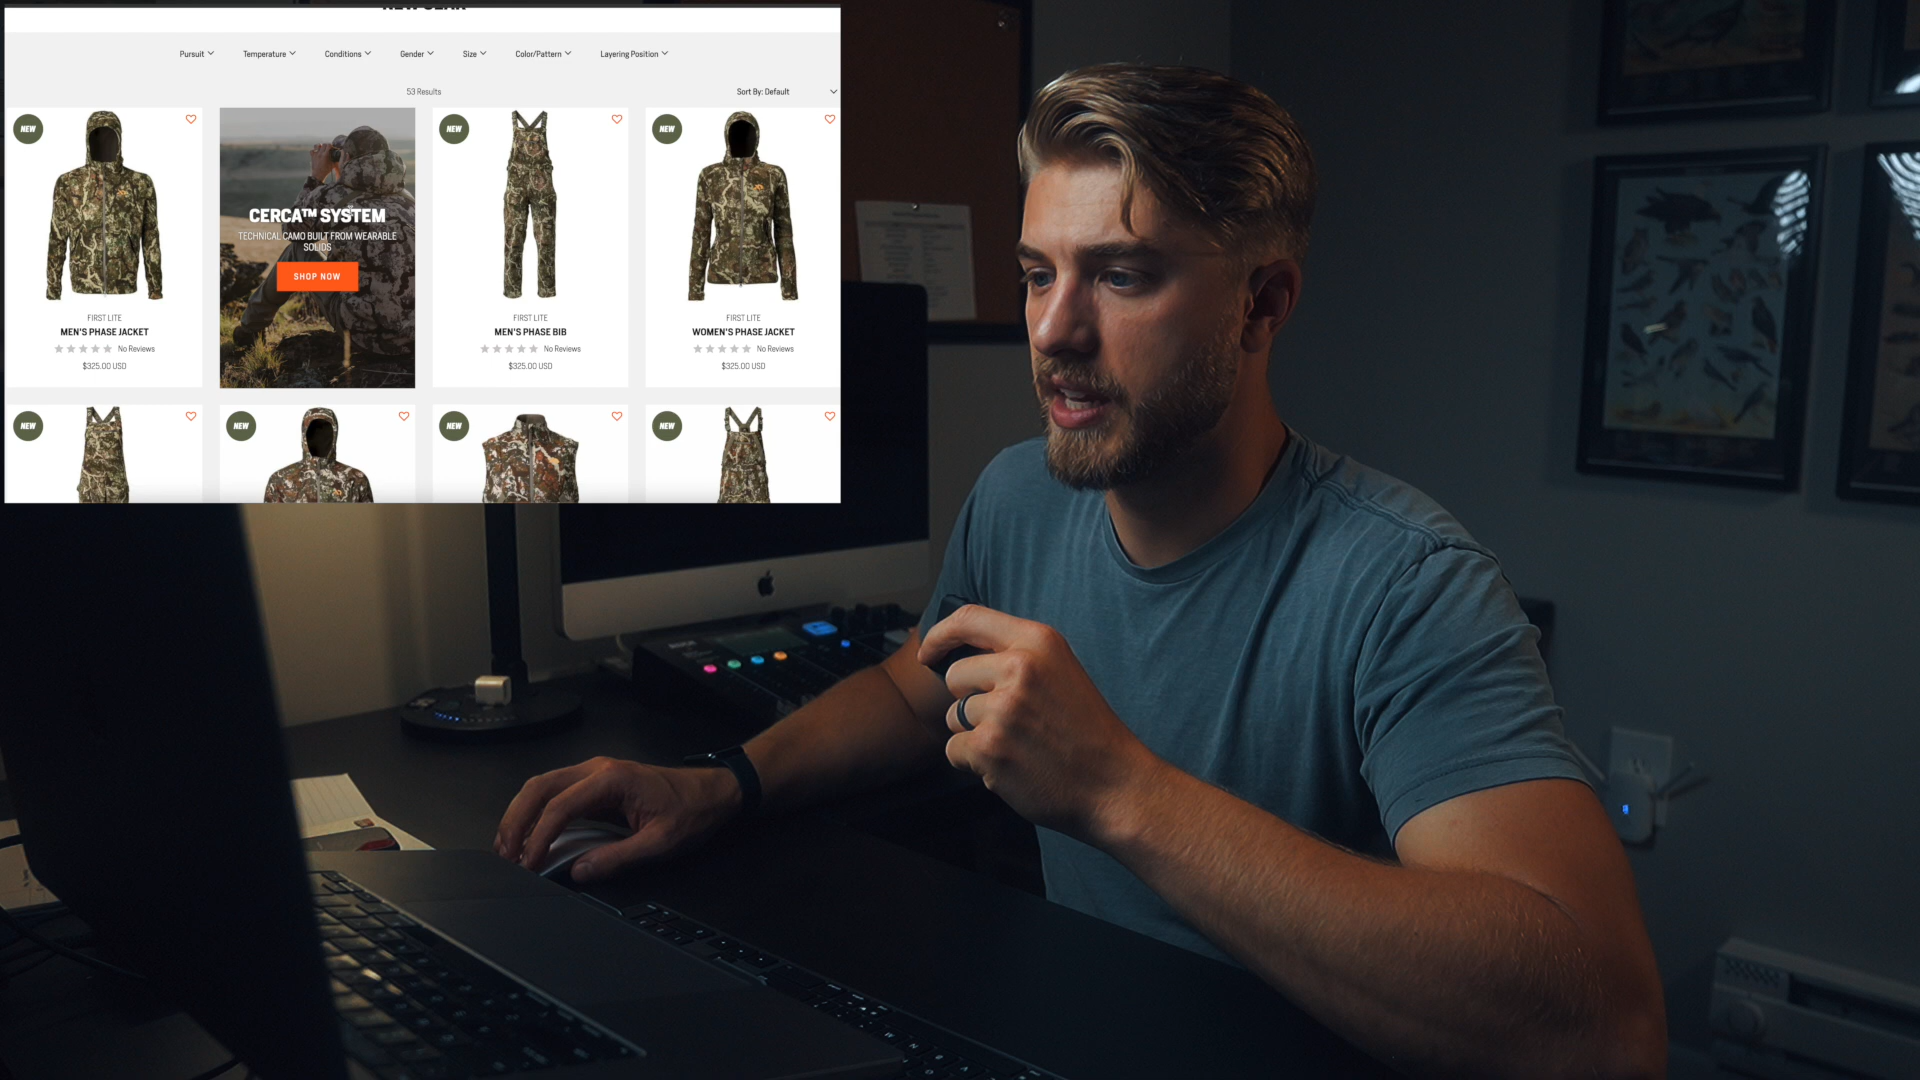 NEW GEAR
Pursuit
Temperature
Conditions
Gender
Size
Color/Pattern
Layering Position
53 Results
Sort By: Default
NEW
CERCA™ SYSTEM
TECHNICAL CAMO BUILT FROM WEARABLE
SOLIDS
SHOP NOW
NEW
NEW
FIRST LITE
MEN'S PHASE JACKET
No Reviews
$325.00 USD
FIRST LITE
MEN'S PHASE BIB
No Reviews
$325.00 USD
FIRST LITE
WOMEN'S PHASE JACKET
No Reviews
$325.00 USD
NEW
NEW
NEW
NEW